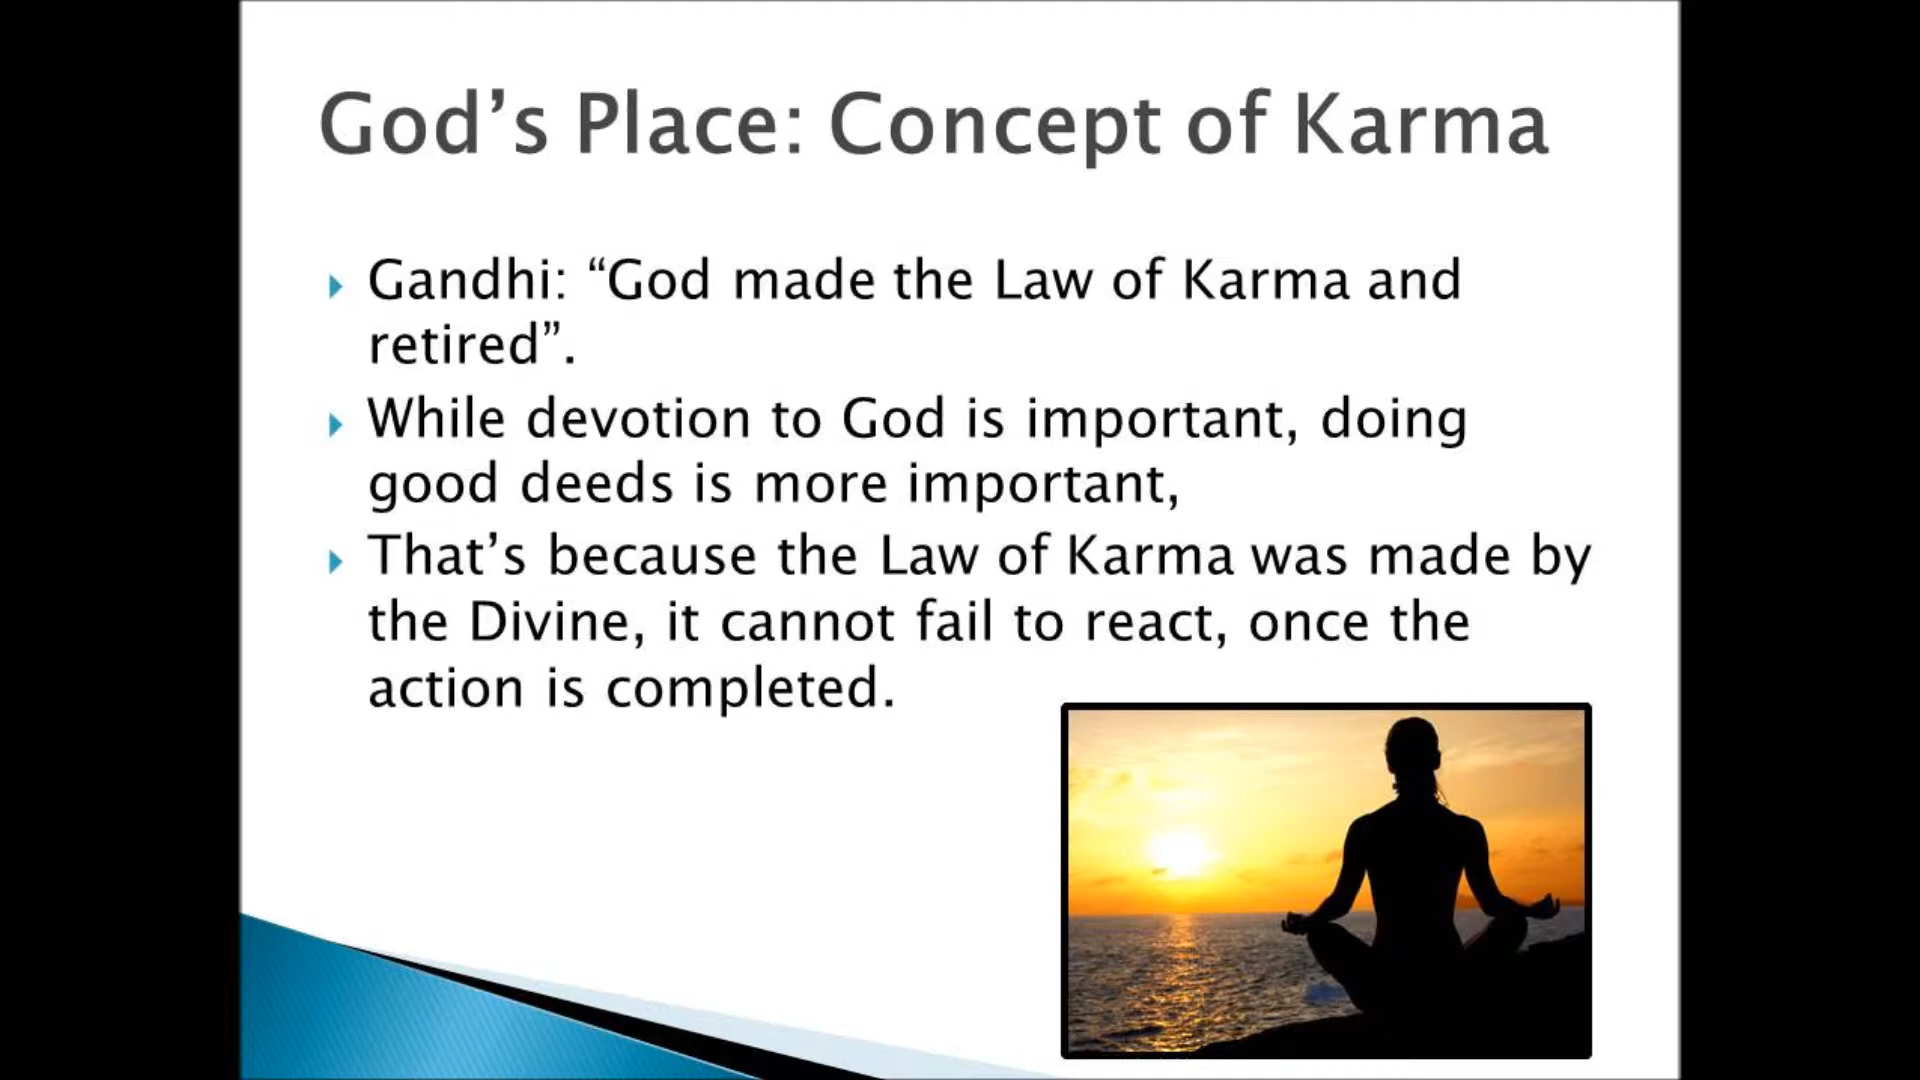 God’s Place: Concept of Karma
Gandhi: “God made the Law of Karma and
retired”.
While devotion to God is important, doing
good deeds is more important,
That’s because the Law of Karma was made by
the Divine, it cannot fail to react, once the
action is completed.